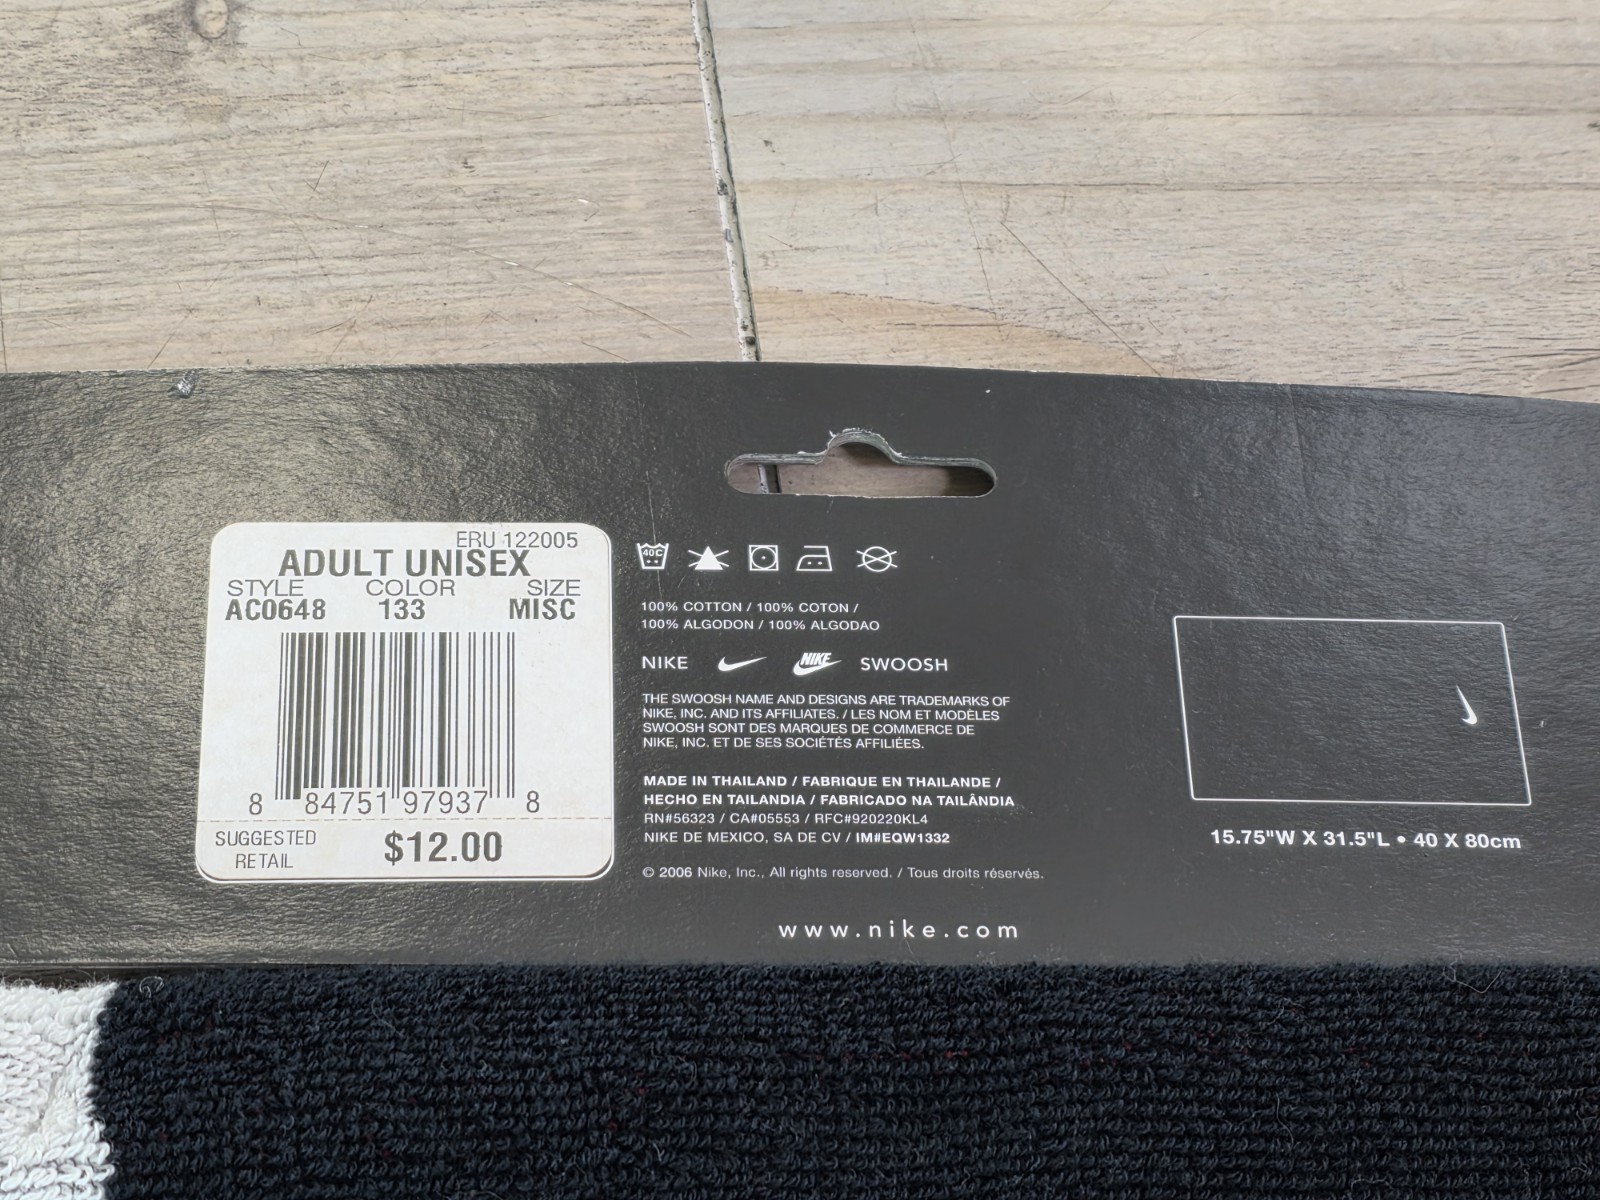 ERU 122005
ADULT UNISEX
STYLE COLOR SIZE
AC0648 133 MISC
8 84751 97937 8
SUGGESTED
RETAIL
$12.00
40C
100% COTTON / 100% COTON /
100% ALGODON / 100% ALGODAO
NIKE NIKE SWOOSH
THE SWOOSH NAME AND DESIGNS ARE TRADEMARKS OF
NIKE, INC. AND ITS AFFILIATES. / LES NOM ET MODÈLES
SWOOSH SONT DES MARQUES DE COMMERCE DE
NIKE, INC. ET DE SES SOCIÉTÉS AFFILIÉES.
MADE IN THAILAND / FABRIQUE EN THAILANDE /
HECHO EN TAILANDIA / FABRICADO NA TAILÂNDIA
RN#56323 / CA#05553 / RFC#920220KL4
NIKE DE MEXICO, SA DE CV / IM#EQW1332
© 2006 Nike, Inc., All rights reserved. / Tous droits réservés.
www.nike.com
15.75"W X 31.5"L • 40 X 80cm